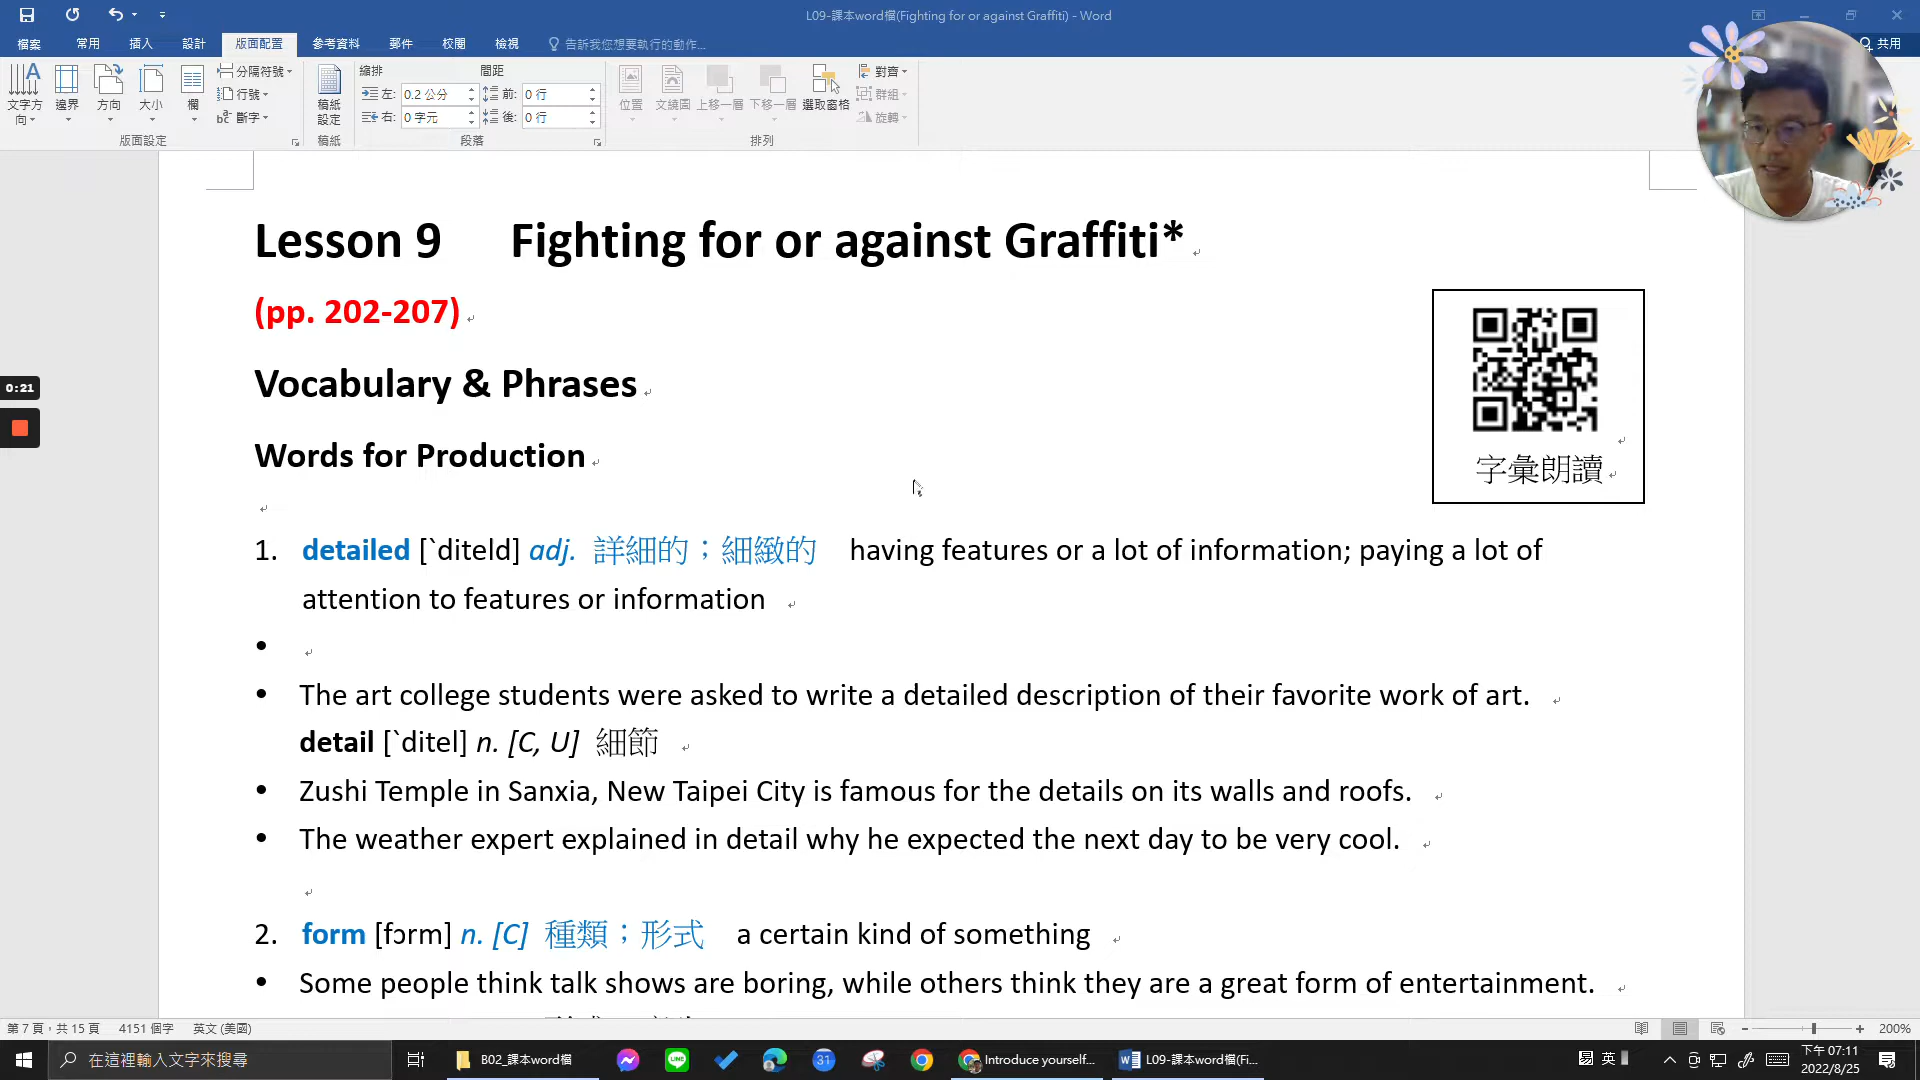 L09-課本word檔(Fighting for or against Graffiti) - Word
檔案 常用 插入 設計 版面配置 參考資料 郵件 校閱 檢視 告訴我您想要執行的動作... 共用
文字方向 邊界 方向 大小 欄 分隔符號 行號 斷字 稿紙設定 縮排 間距
左: 0.2 公分 前: 0 行
右: 0 字元 後: 0 行
位置 文繞圖 上移一層 下移一層 選取窗格 對齊 群組 旋轉
版面設定 稿紙 段落 排列
Lesson 9 Fighting for or against Graffiti*
(pp. 202-207)
0:21
Vocabulary & Phrases
Words for Production
字彙朗讀
1. detailed [ˋditeld] adj. 詳細的；細緻的 having features or a lot of information; paying a lot of
attention to features or information
•
• The art college students were asked to write a detailed description of their favorite work of art.
detail [ˋditel] n. [C, U] 細節
• Zushi Temple in Sanxia, New Taipei City is famous for the details on its walls and roofs.
• The weather expert explained in detail why he expected the next day to be very cool.
2. form [fɔrm] n. [C] 種類；形式 a certain kind of something
• Some people think talk shows are boring, while others think they are a great form of entertainment.
第 7 頁，共 15 頁 4151 個字 英文 (美國) 200%
在這裡輸入文字來搜尋 B02_課本word檔 LINE 31 Introduce yourself... L09-課本word檔(Fi... 英 下午 07:11
2022/8/25